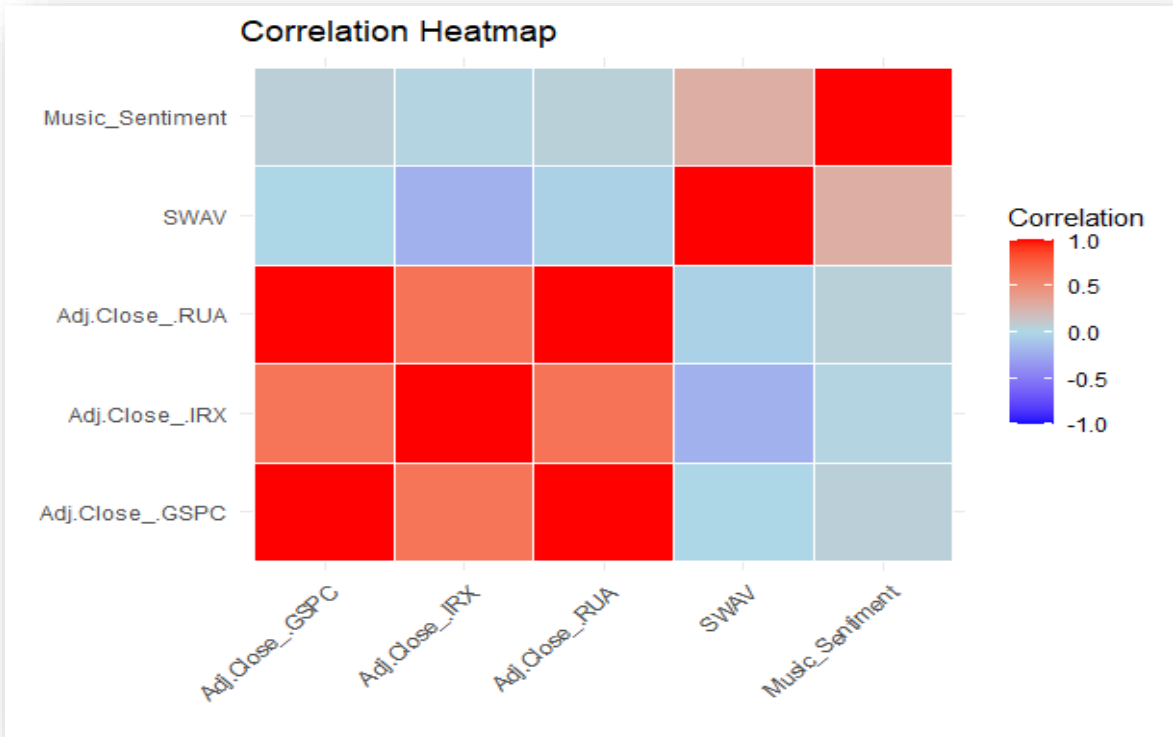 Correlation Heatmap
Music_Sentiment
SWAV
Adj.Close_.RUA
Adj.Close_.IRX
Adj.Close_.GSPC
Adj.Close_.GSPC
Adj.Close_.IRX
Adj.Close_.RUA
SWAV
Music_Sentiment
Correlation
1.0
0.5
0.0
-0.5
-1.0